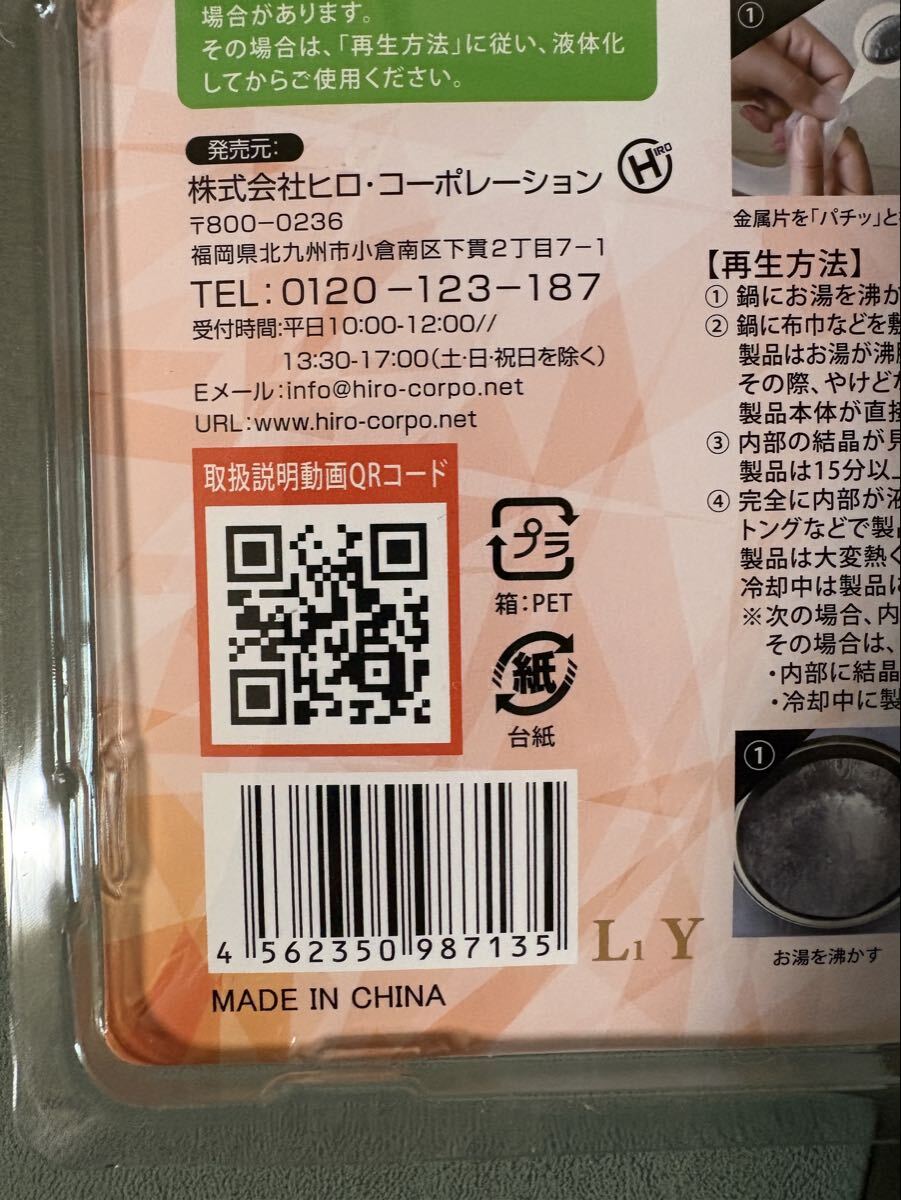 場合があります。
その場合は、「再生方法」に従い、液体化
してからご使用ください。
発売元：
株式会社ヒロ・コーポレーション
HIRO
〒800-0236
福岡県北九州市小倉南区下貫2丁目7-1
TEL：0120-123-187
受付時間：平日10:00-12:00//
13:30-17:00（土・日・祝日を除く）
Eメール：info@hiro-corpo.net
URL：www.hiro-corpo.net
取扱説明動画QRコード
プラ
箱：PET
紙
台紙
4 562350 987135
MADE IN CHINA
L1 Y
①
金属片を「パチッ」と
【再生方法】
① 鍋にお湯を沸か
② 鍋に布巾などを敷
製品はお湯が沸
その際、やけどな
製品本体が直接
③ 内部の結晶が見
製品は15分以上
④ 完全に内部が液
トングなどで製品
製品は大変熱く
冷却中は製品に
※次の場合、内
その場合は、
・内部に結晶
・冷却中に製
①
お湯を沸かす